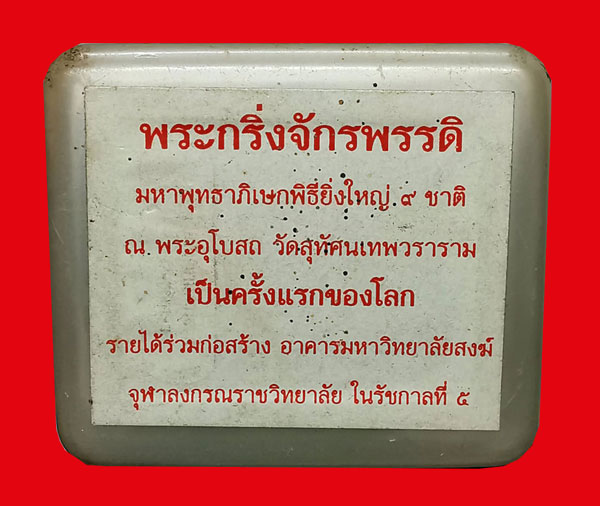 พระกริ่งจักรพรรดิ
มหาพุทธาภิเษกพิธียิ่งใหญ่ ๙ ชาติ
ณ พระอุโบสถ วัดสุทัศนเทพวราราม
เป็นครั้งแรกของโลก
รายได้ร่วมก่อสร้าง อาคารมหาวิทยาลัยสงฆ์
จุฬาลงกรณราชวิทยาลัย ในรัชกาลที่ ๕